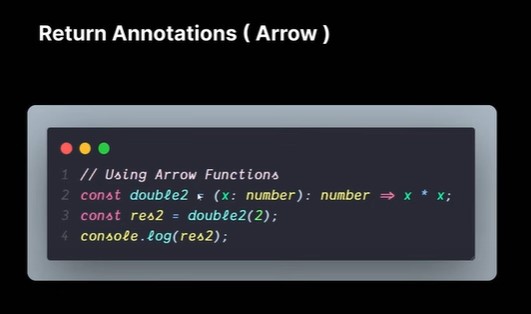 Return Annotations ( Arrow )
1 // Using Arrow Functions
2 const double2 = (x: number): number => x * x;
3 const res2 = double2(2);
4 console.log(res2);